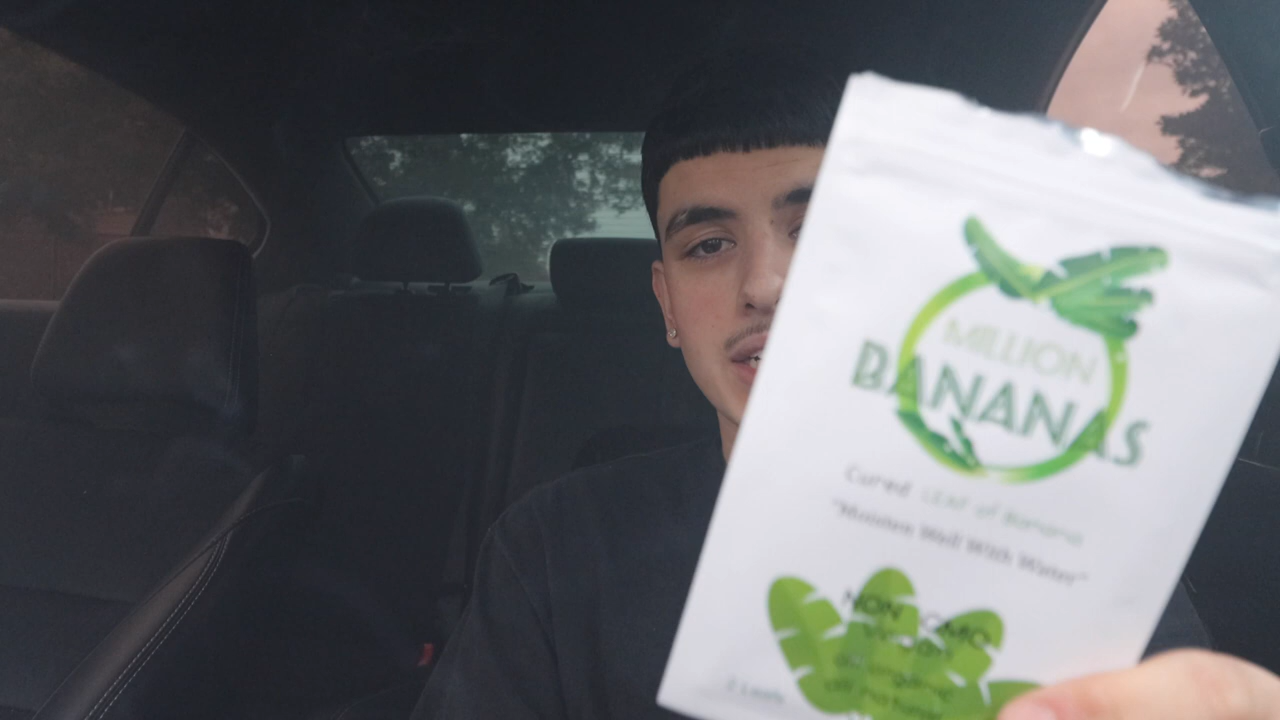 MILLION
BANANAS
Cured LEAF of Banana
"Moisten Well With Water"
NON GMO